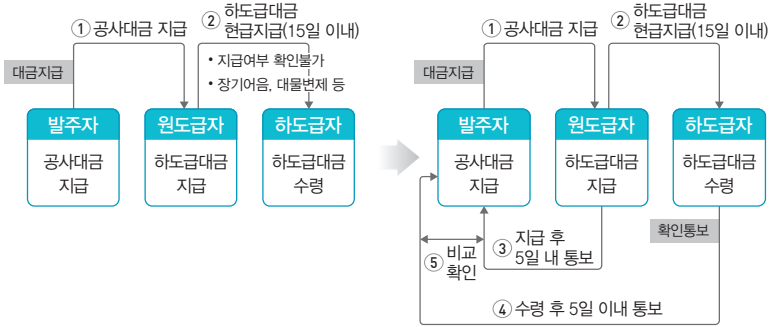 ① 공사대금 지급
② 하도급대금
현급지급(15일 이내)
• 지급여부 확인불가
• 장기어음, 대물변제 등
대금지급
발주자
공사대금
지급
원도급자
하도급대금
지급
하도급자
하도급대금
수령
① 공사대금 지급
② 하도급대금
현급지급(15일 이내)
대금지급
발주자
공사대금
지급
원도급자
하도급대금
지급
하도급자
하도급대금
수령
확인통보
③ 지급 후
5일 내 통보
⑤ 비교
확인
④ 수령 후 5일 이내 통보